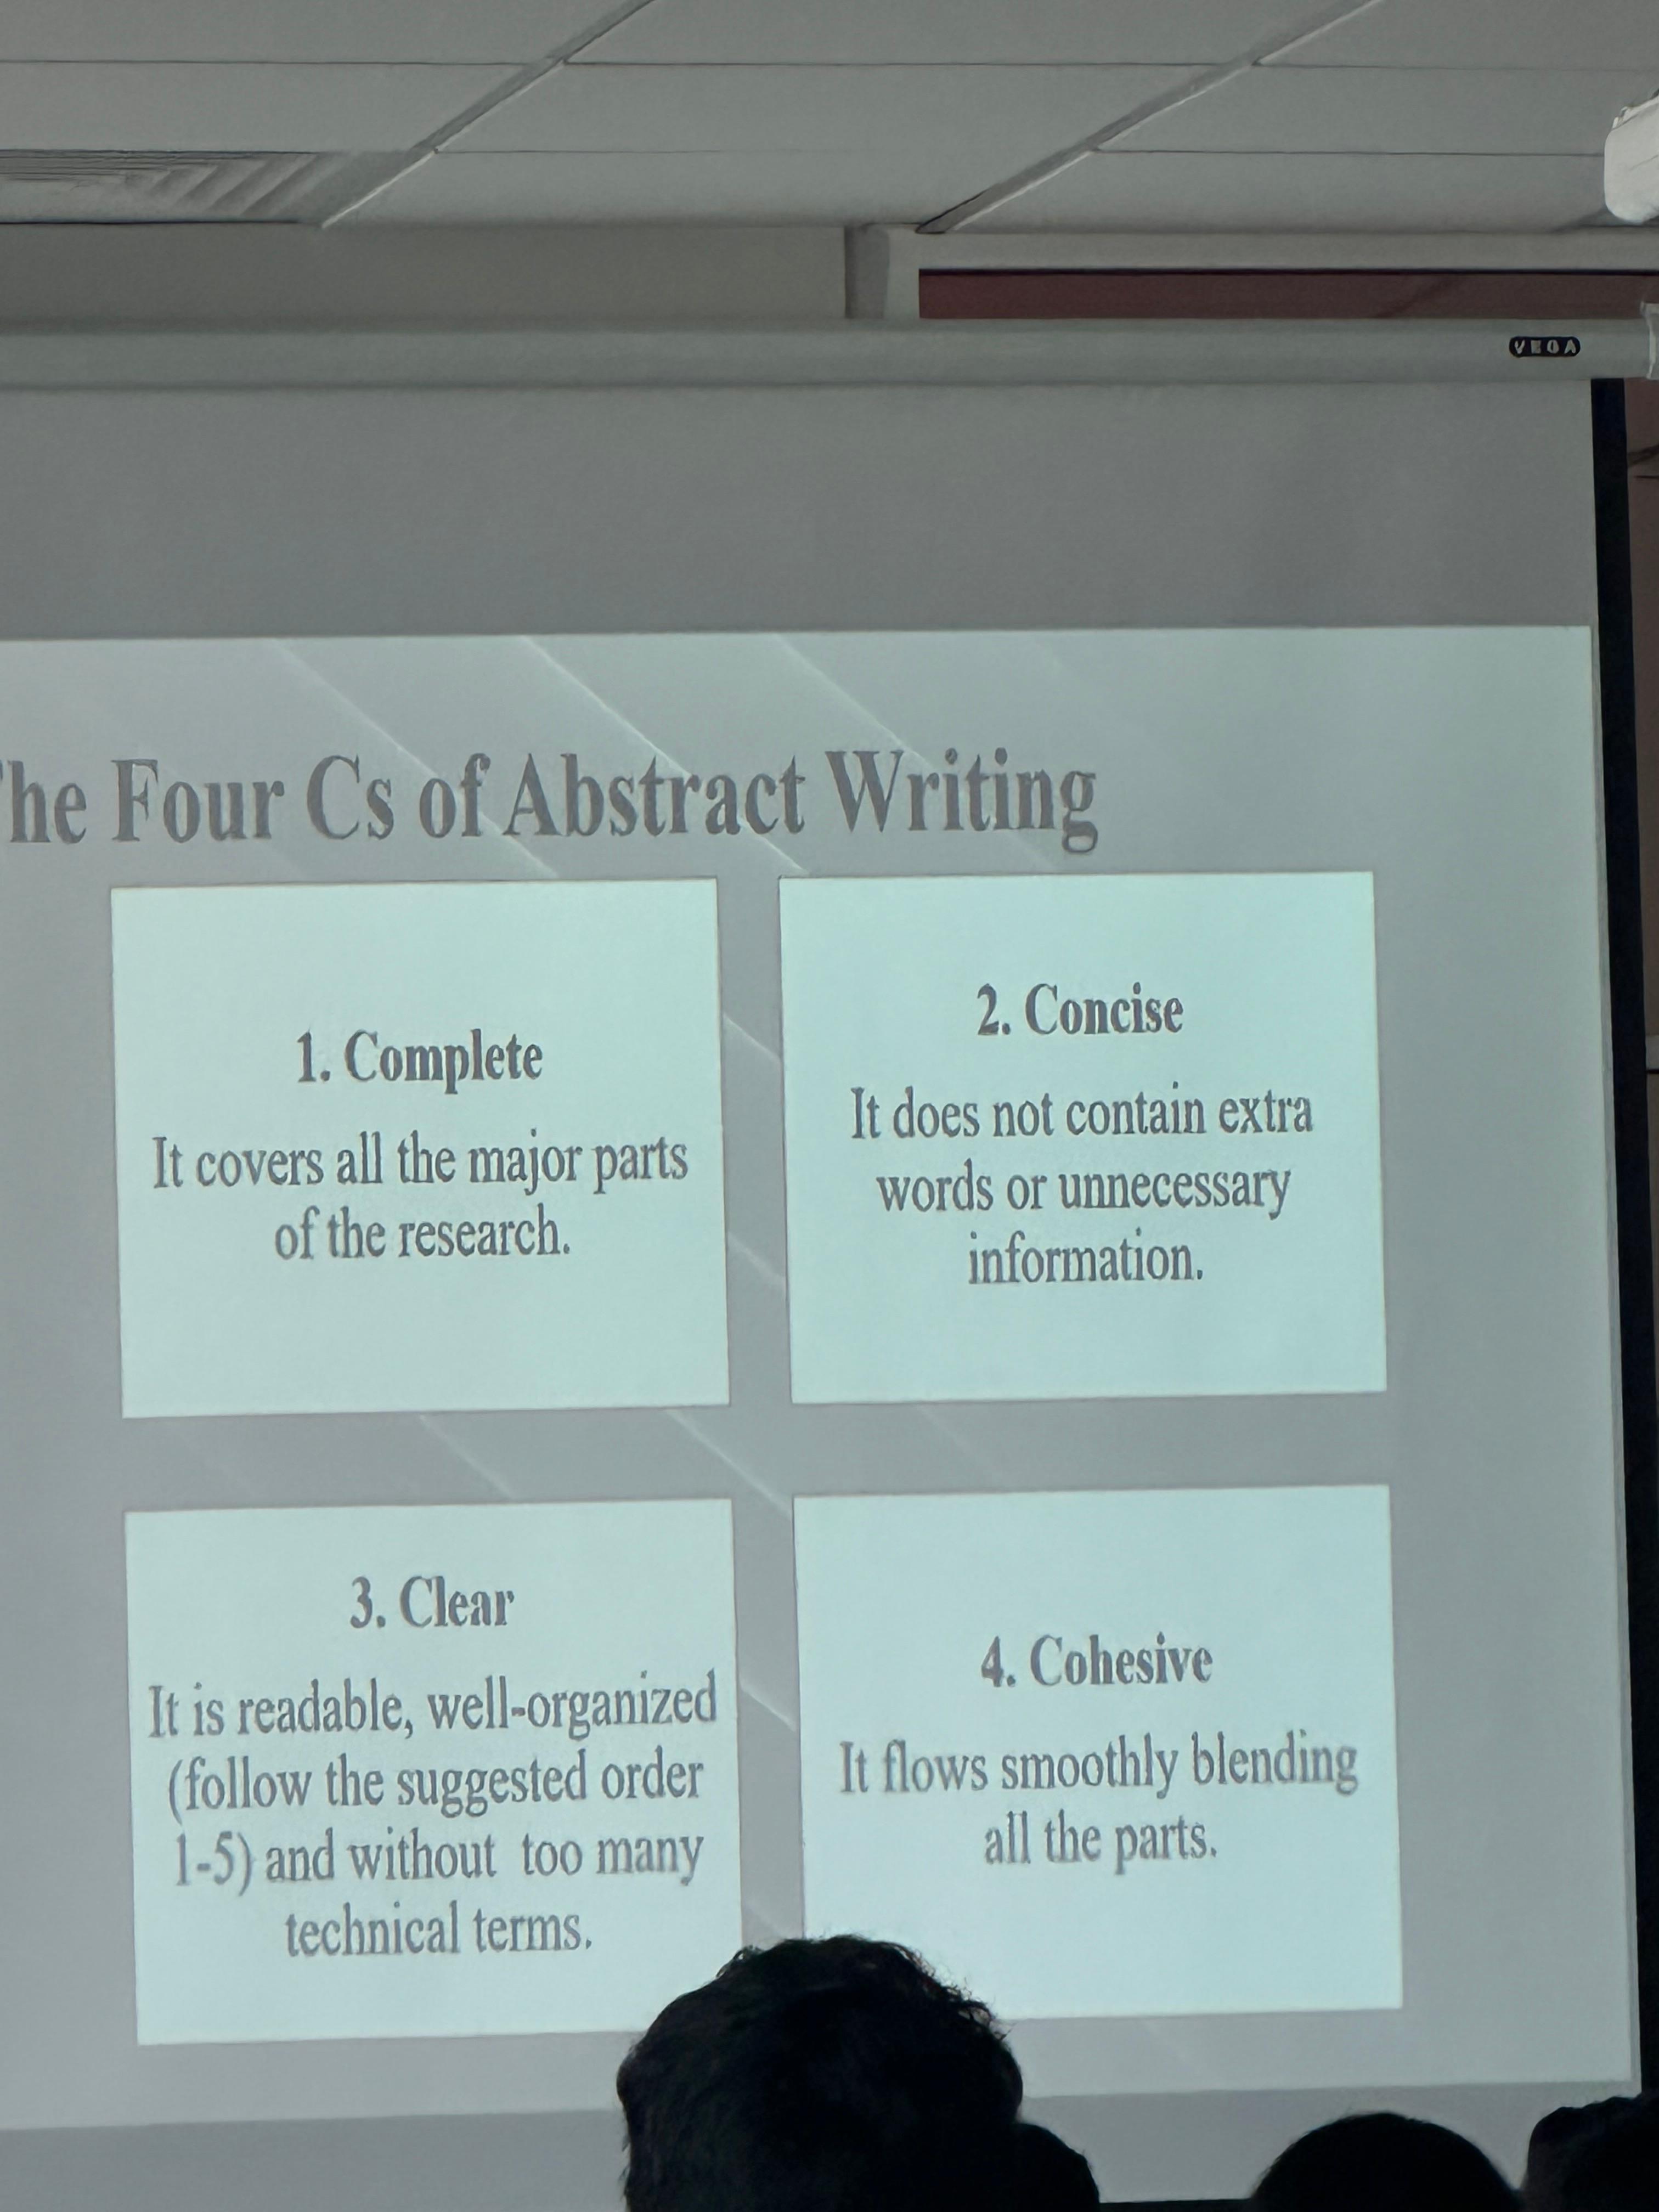 VEGA
he Four Cs of Abstract Writing
1. Complete
It covers all the major parts
of the research.
2. Concise
It does not contain extra
words or unnecessary
information.
3. Clear
It is readable, well-organized
(follow the suggested order
1-5) and without too many
technical terms.
4. Cohesive
It flows smoothly blending
all the parts.